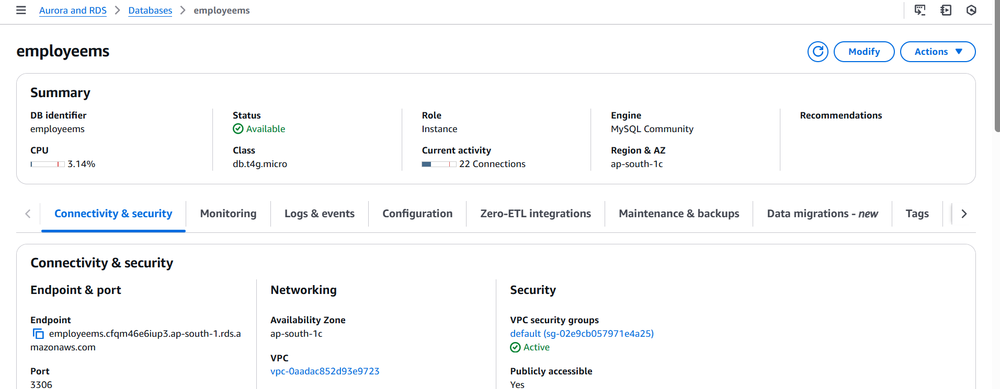 Aurora and RDS > Databases > employeems
employeems
Modify
Actions
Summary
DB identifier
employeems
Status
Available
Role
Instance
Engine
MySQL Community
Recommendations
CPU
3.14%
Class
db.t4g.micro
Current activity
22 Connections
Region & AZ
ap-south-1c
Connectivity & security
Monitoring
Logs & events
Configuration
Zero-ETL integrations
Maintenance & backups
Data migrations - new
Tags
Connectivity & security
Endpoint & port
Endpoint
employeems.cfqm46e6iup3.ap-south-1.rds.a
mazonaws.com
Port
3306
Networking
Availability Zone
ap-south-1c
VPC
vpc-0aadac852d93e9723
Security
VPC security groups
default (sg-02e9cb057971e4a25)
Active
Publicly accessible
Yes